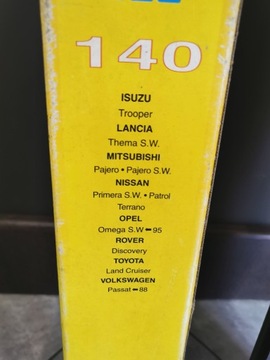 140
ISUZU
Trooper
LANCIA
Thema S.W.
MITSUBISHI
Pajero • Pajero S.W.
NISSAN
Primera S.W. • Patrol
Terrano
OPEL
Omega S.W ➡ 95
ROVER
Discovery
TOYOTA
Land Cruiser
VOLKSWAGEN
Passat ➡ 88